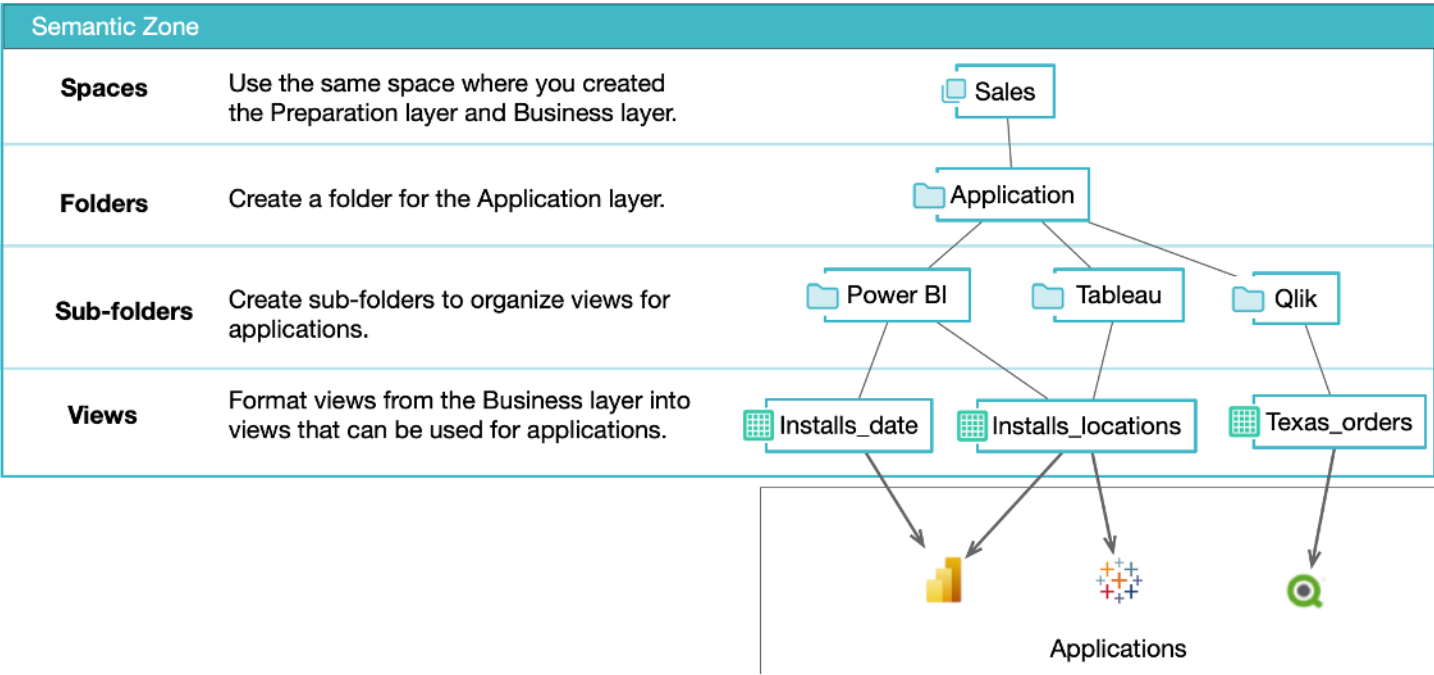 Semantic Zone
Spaces
Use the same space where you created
the Preparation layer and Business layer.
Sales
Folders
Create a folder for the Application layer.
Application
Sub-folders
Create sub-folders to organize views for
applications.
Power BI
Tableau
Qlik
Views
Format views from the Business layer into
views that can be used for applications.
Installs_date
Installs_locations
Texas_orders
Applications